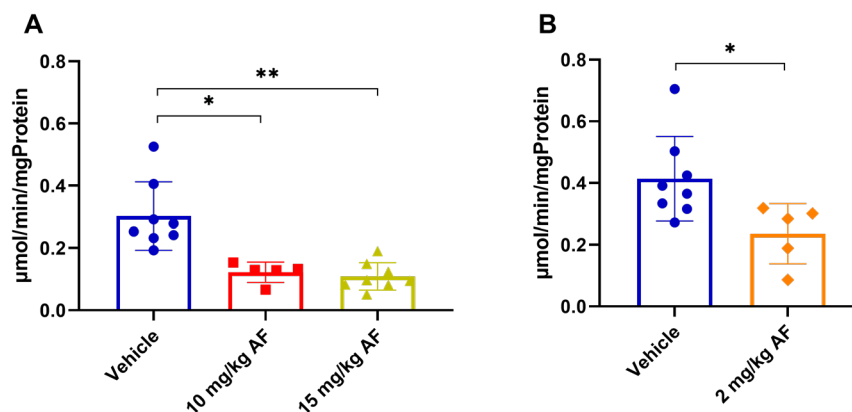 A
µmol/min/mgProtein
0.8
0.6
0.4
0.2
0.0
**
*
Vehicle
10 mg/kg AF
15 mg/kg AF
B
µmol/min/mgProtein
0.8
0.6
0.4
0.2
0.0
*
Vehicle
2 mg/kg AF